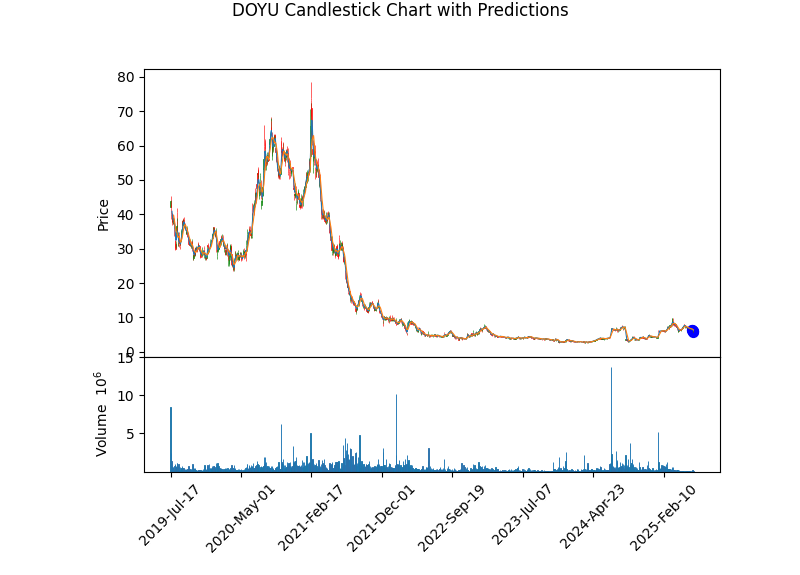 DOYU Candlestick Chart with Predictions
80
70
60
50
40
30
20
10
0
Price
15
10
5
Volume 10^6
2019-Jul-17
2020-May-01
2021-Feb-17
2021-Dec-01
2022-Sep-19
2023-Jul-07
2024-Apr-23
2025-Feb-10